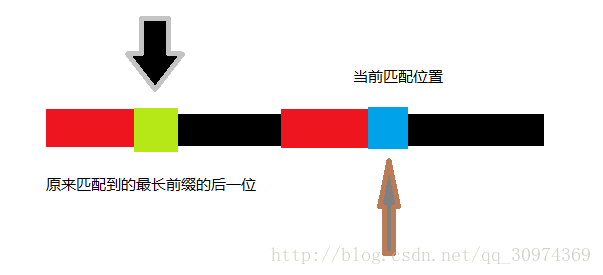 当前匹配位置
原来匹配到的最长前缀的后一位
http://blog.csdn.net/qq_30974369